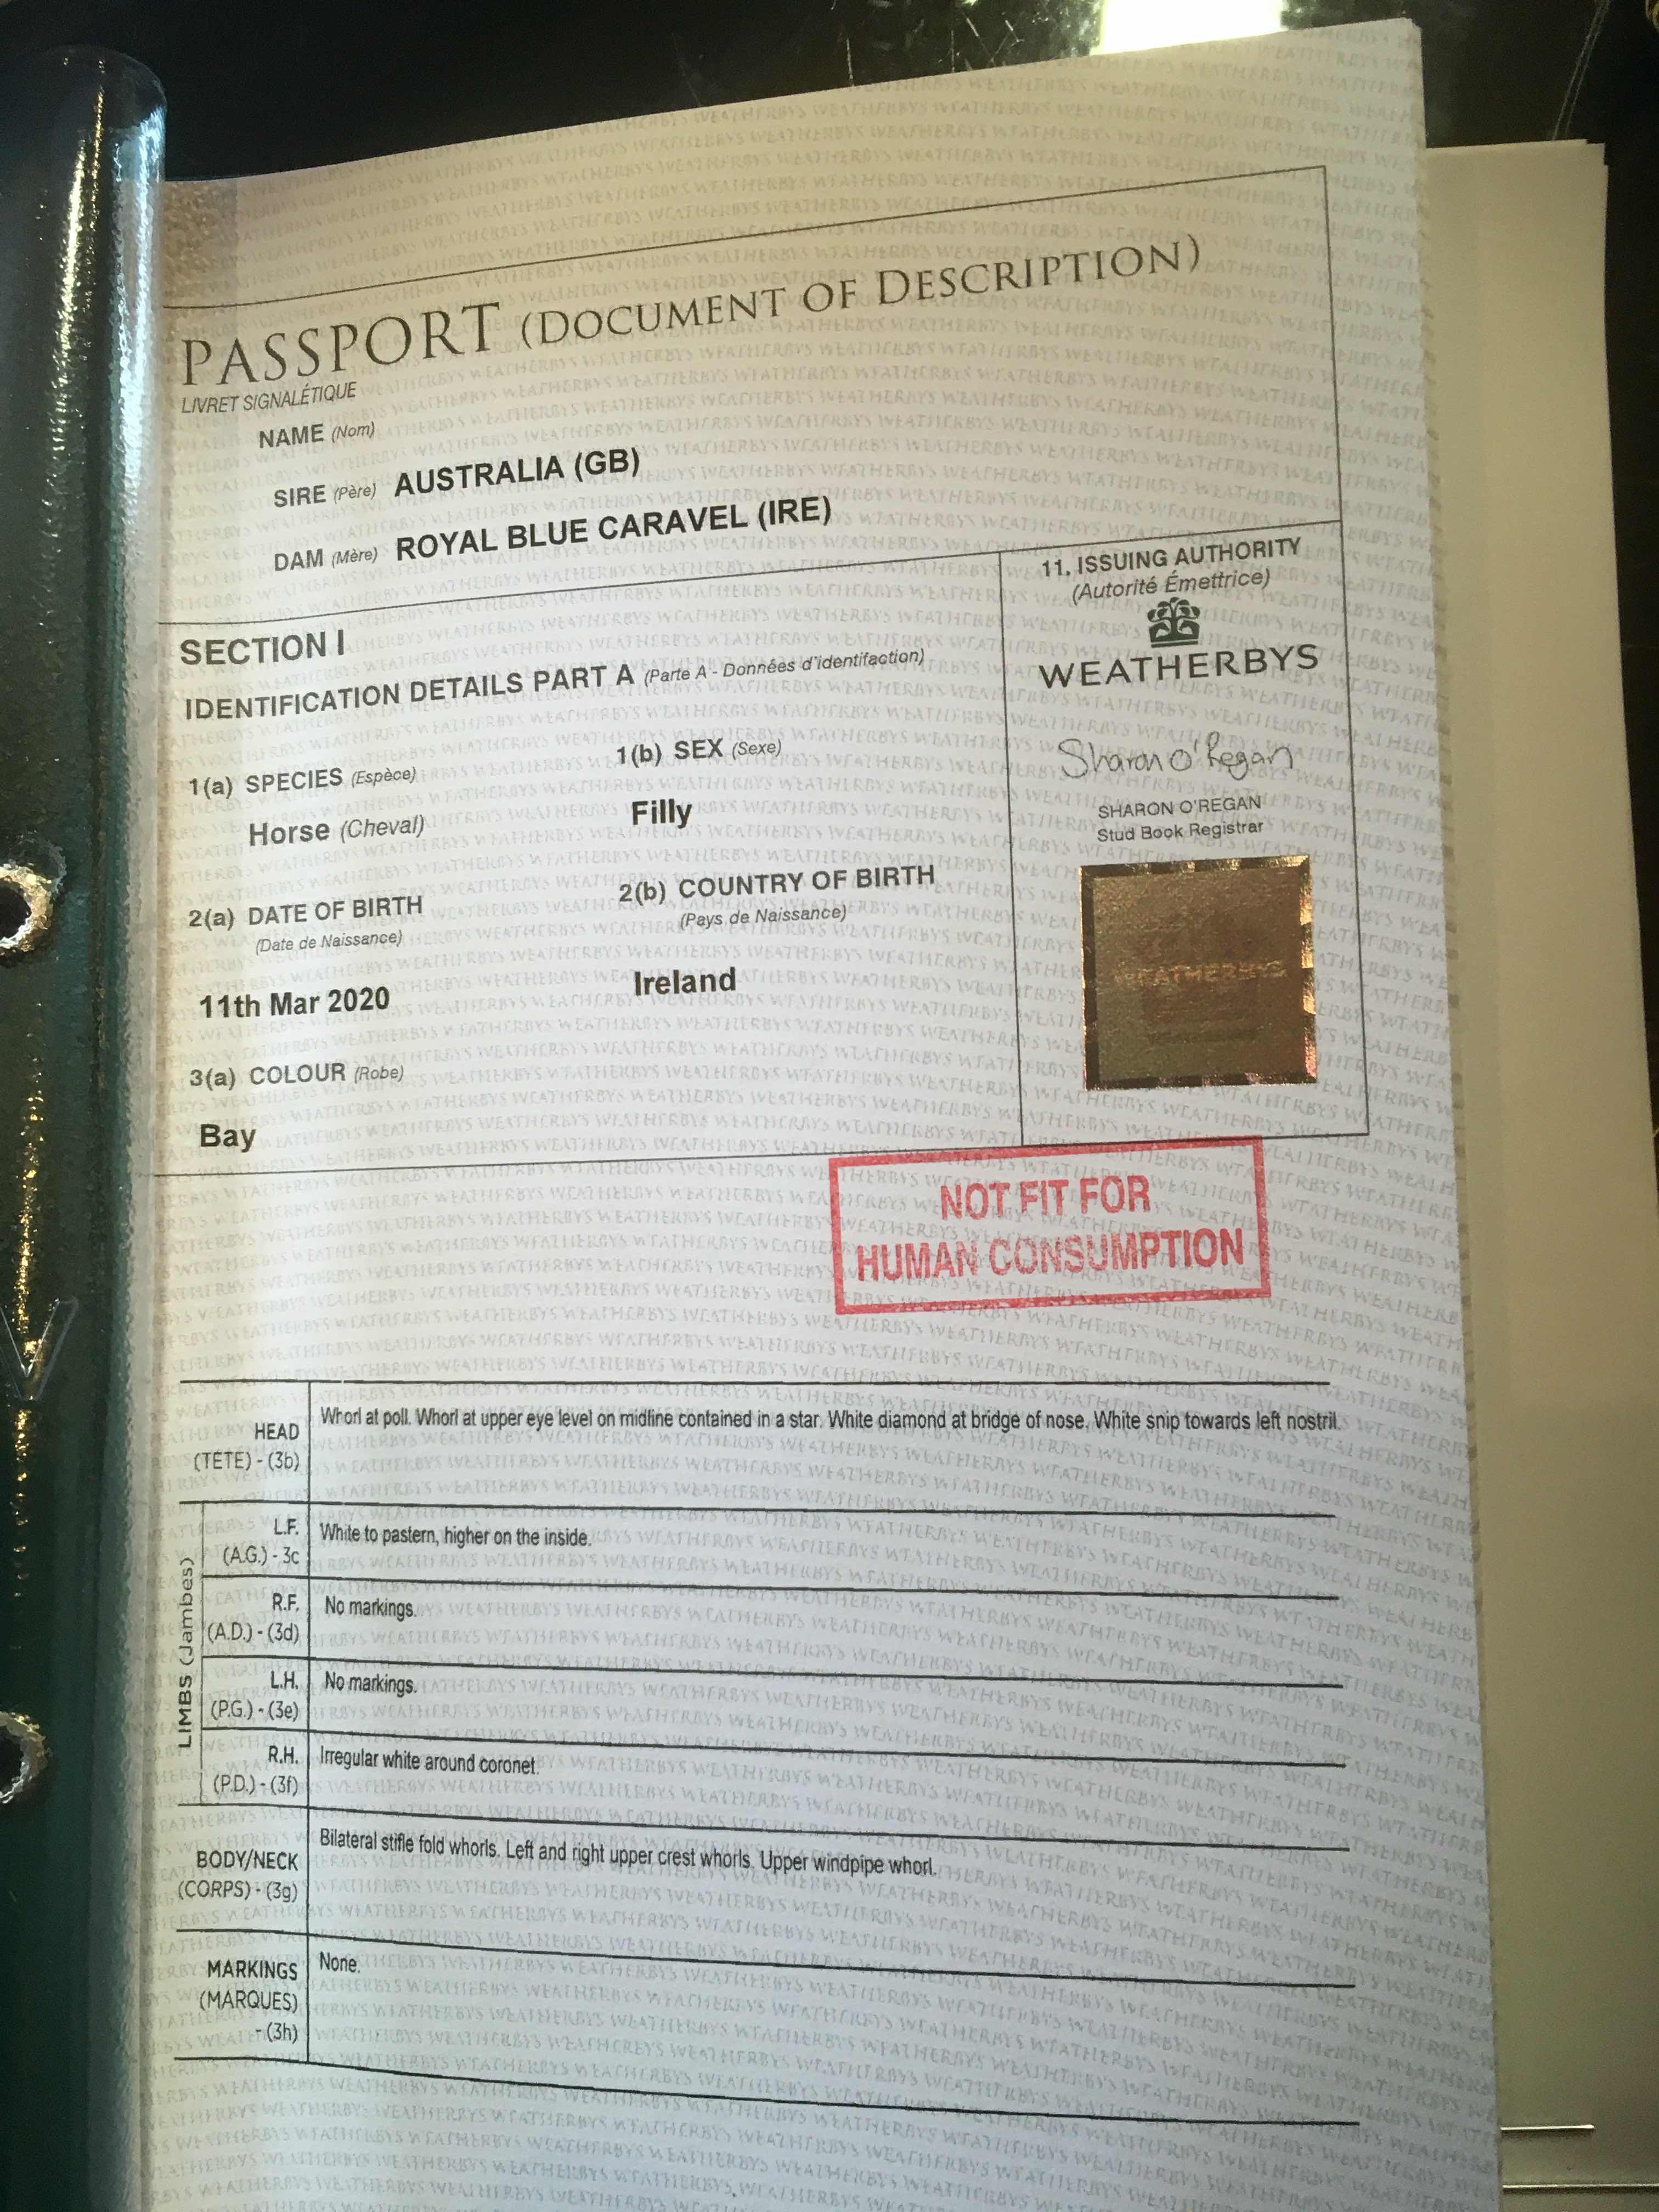 PASSPORT (DOCUMENT OF DESCRIPTION)
LIVRET SIGNALÉTIQUE
NAME (Nom)
SIRE (Père) AUSTRALIA (GB)
DAM (Mère) ROYAL BLUE CARAVEL (IRE)
SECTION I
IDENTIFICATION DETAILS PART A (Parte A - Données d'identifaction)
1(a) SPECIES (Espèce)
Horse (Cheval)
1(b) SEX (Sexe)
Filly
2(a) DATE OF BIRTH
(Date de Naissance)
11th Mar 2020
2(b) COUNTRY OF BIRTH
(Pays de Naissance)
Ireland
3(a) COLOUR (Robe)
Bay
11. ISSUING AUTHORITY
(Autorité Émettrice)
WEATHERBYS
Sharon O'Regan
SHARON O'REGAN
Stud Book Registrar
WEATHERBYS
NOT FIT FOR
HUMAN CONSUMPTION
HEAD
(TETE) - (3b)
Whorl at poll. Whorl at upper eye level on midline contained in a star. White diamond at bridge of nose. White snip towards left nostril.
LIMBS (Jambes)
L.F.
(A.G.) - 3c
White to pastern, higher on the inside.
R.F.
(A.D.) - (3d)
No markings.
L.H.
(P.G.) - (3e)
No markings.
R.H.
(P.D.) - (3f)
Irregular white around coronet.
BODY/NECK
(CORPS) - (3g)
Bilateral stifle fold whorls. Left and right upper crest whorls. Upper windpipe whorl.
MARKINGS
(MARQUES)
- (3h)
None.